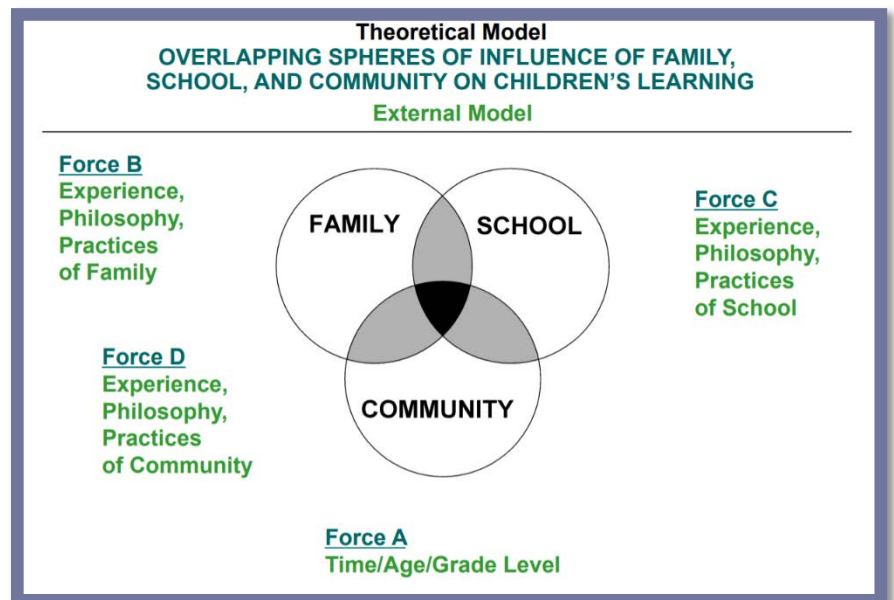 Theoretical Model
OVERLAPPING SPHERES OF INFLUENCE OF FAMILY,
SCHOOL, AND COMMUNITY ON CHILDREN'S LEARNING
External Model
Force B
Experience,
Philosophy,
Practices
of Family
FAMILY
SCHOOL
Force C
Experience,
Philosophy,
Practices
of School
Force D
Experience,
Philosophy,
Practices
of Community
COMMUNITY
Force A
Time/Age/Grade Level